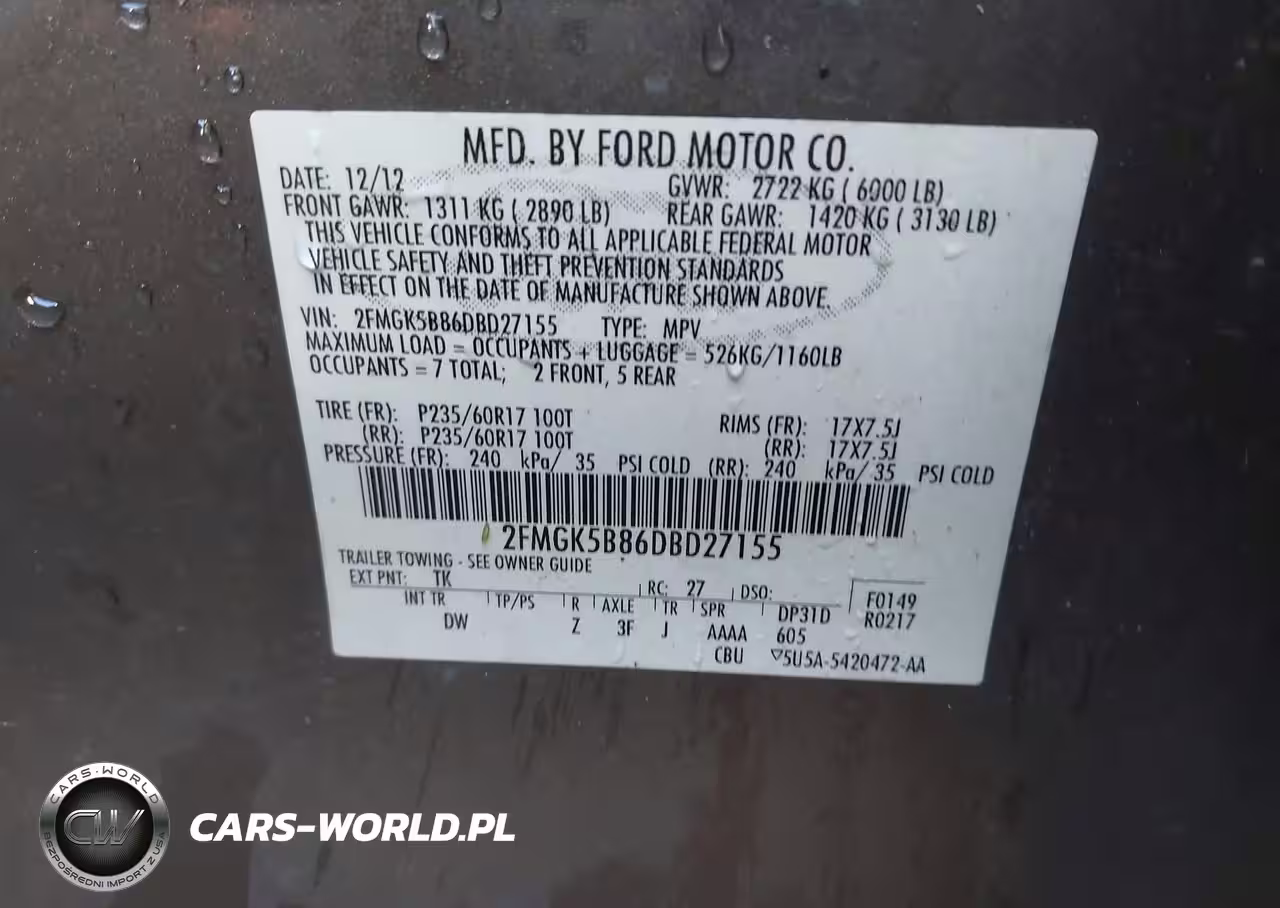 MFD. BY FORD MOTOR CO.
DATE: 12/12 GVWR: 2722 KG ( 6000 LB)
FRONT GAWR: 1311 KG ( 2890 LB) REAR GAWR: 1420 KG ( 3130 LB)
THIS VEHICLE CONFORMS TO ALL APPLICABLE FEDERAL MOTOR
VEHICLE SAFETY AND THEFT PREVENTION STANDARDS
IN EFFECT ON THE DATE OF MANUFACTURE SHOWN ABOVE.
VIN: 2FMGK5B86DBD27155 TYPE: MPV
MAXIMUM LOAD = OCCUPANTS + LUGGAGE = 526KG/1160LB
OCCUPANTS = 7 TOTAL; 2 FRONT, 5 REAR
TIRE (FR): P235/60R17 100T RIMS (FR): 17X7.5J
(RR): P235/60R17 100T (RR): 17X7.5J
PRESSURE (FR): 240 kPa/ 35 PSI COLD (RR): 240 kPa/ 35 PSI COLD
2FMGK5B86DBD27155
TRAILER TOWING - SEE OWNER GUIDE
EXT PNT: TK RC: 27 DSO: F0149
INT TR TP/PS R AXLE TR SPR DP31D R0217
DW Z 3F J AAAA 605
CBU ▽5U5A-5420472-AA
CARS-WORLD
CW
BEZPOŚREDNI IMPORT Z USA
CARS-WORLD.PL